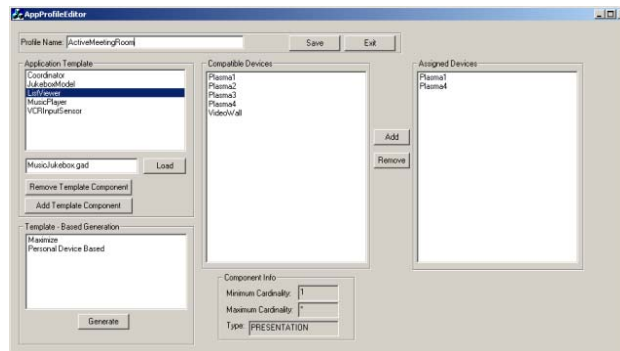 AppProfileEditor
Profile Name: ActiveMeetingRoom
Save
Exit
Application Template
Coordinator
JukeboxModel
ListViewer
MusicPlayer
VCRInputSensor
MusicJukebox.gad
Load
Remove Template Component
Add Template Component
Template - Based Generation
Maximize
Personal Device Based
Generate
Compatible Devices
Plasma1
Plasma2
Plasma3
Plasma4
VideoWall
Component Info
Minimum Cardinality: 1
Maximum Cardinality: *
Type: PRESENTATION
Add
Remove
Assigned Devices
Plasma1
Plasma4